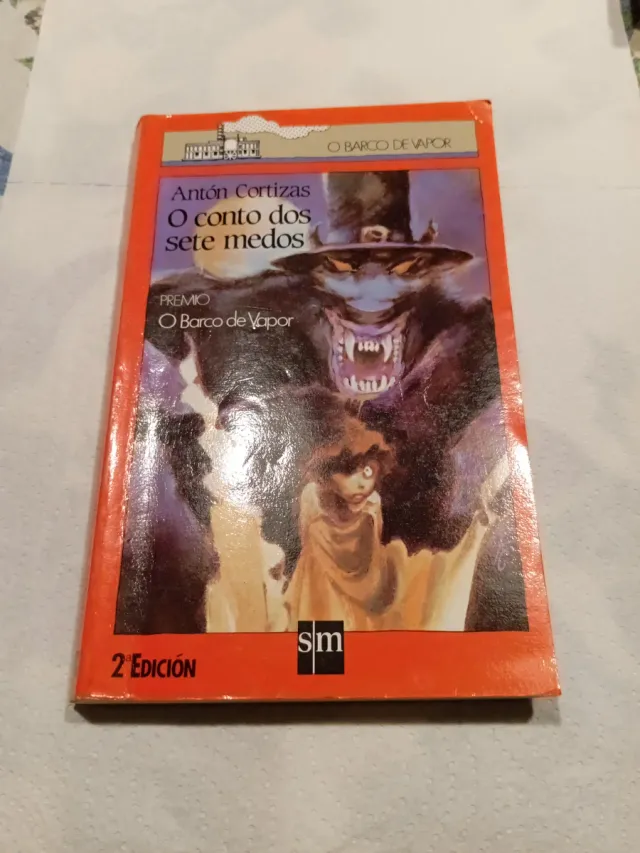 O BARCO DE VAPOR
Antón Cortizas
O conto dos
sete medos
PREMIO
O Barco de Vapor
sm
2ª EDICIÓN